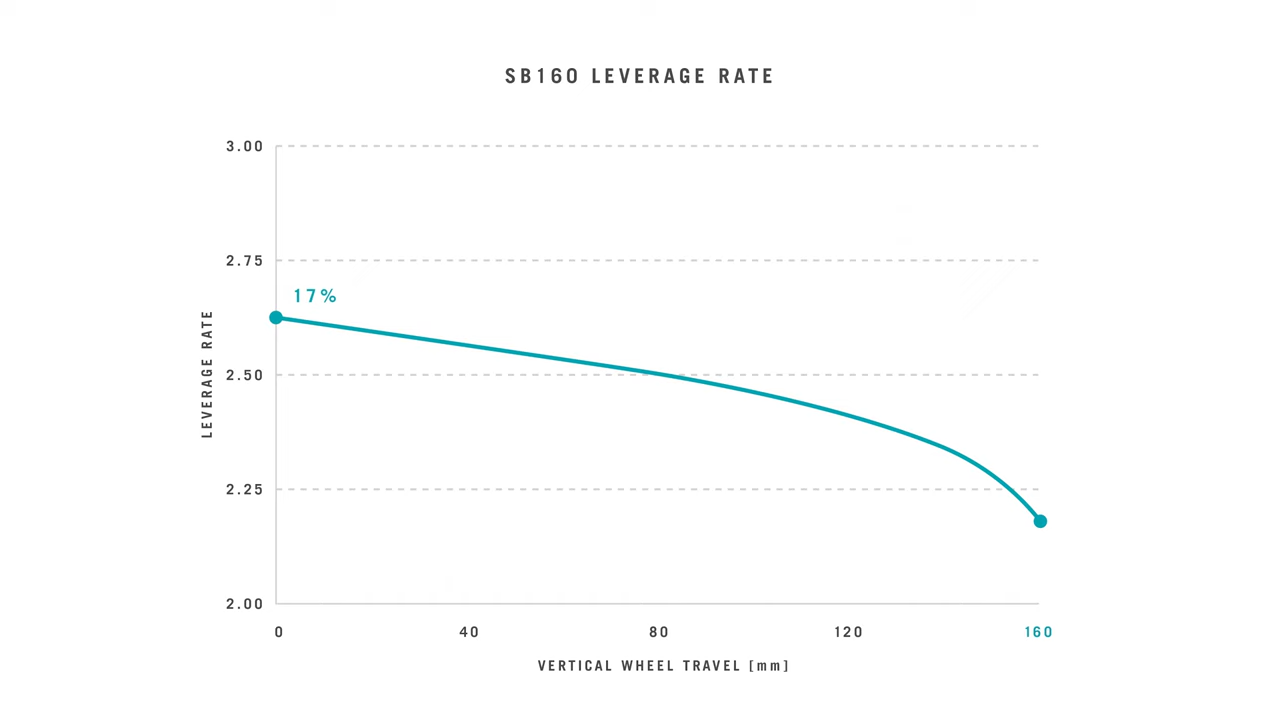 SB160 LEVERAGE RATE
3.00
2.75
17%
2.50
2.25
2.00
LEVERAGE RATE
0 40 80 120 160
VERTICAL WHEEL TRAVEL [mm]